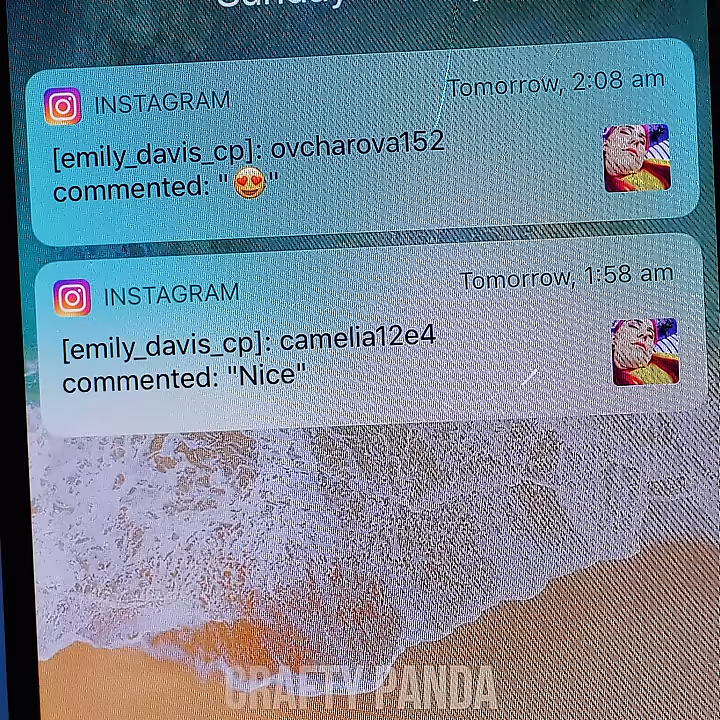 Sunday
INSTAGRAM
Tomorrow, 2:08 am
[emily_davis_cp]: ovcharova152
commented: "😍"
INSTAGRAM
Tomorrow, 1:58 am
[emily_davis_cp]: camelia12e4
commented: "Nice"
CRAFTY PANDA